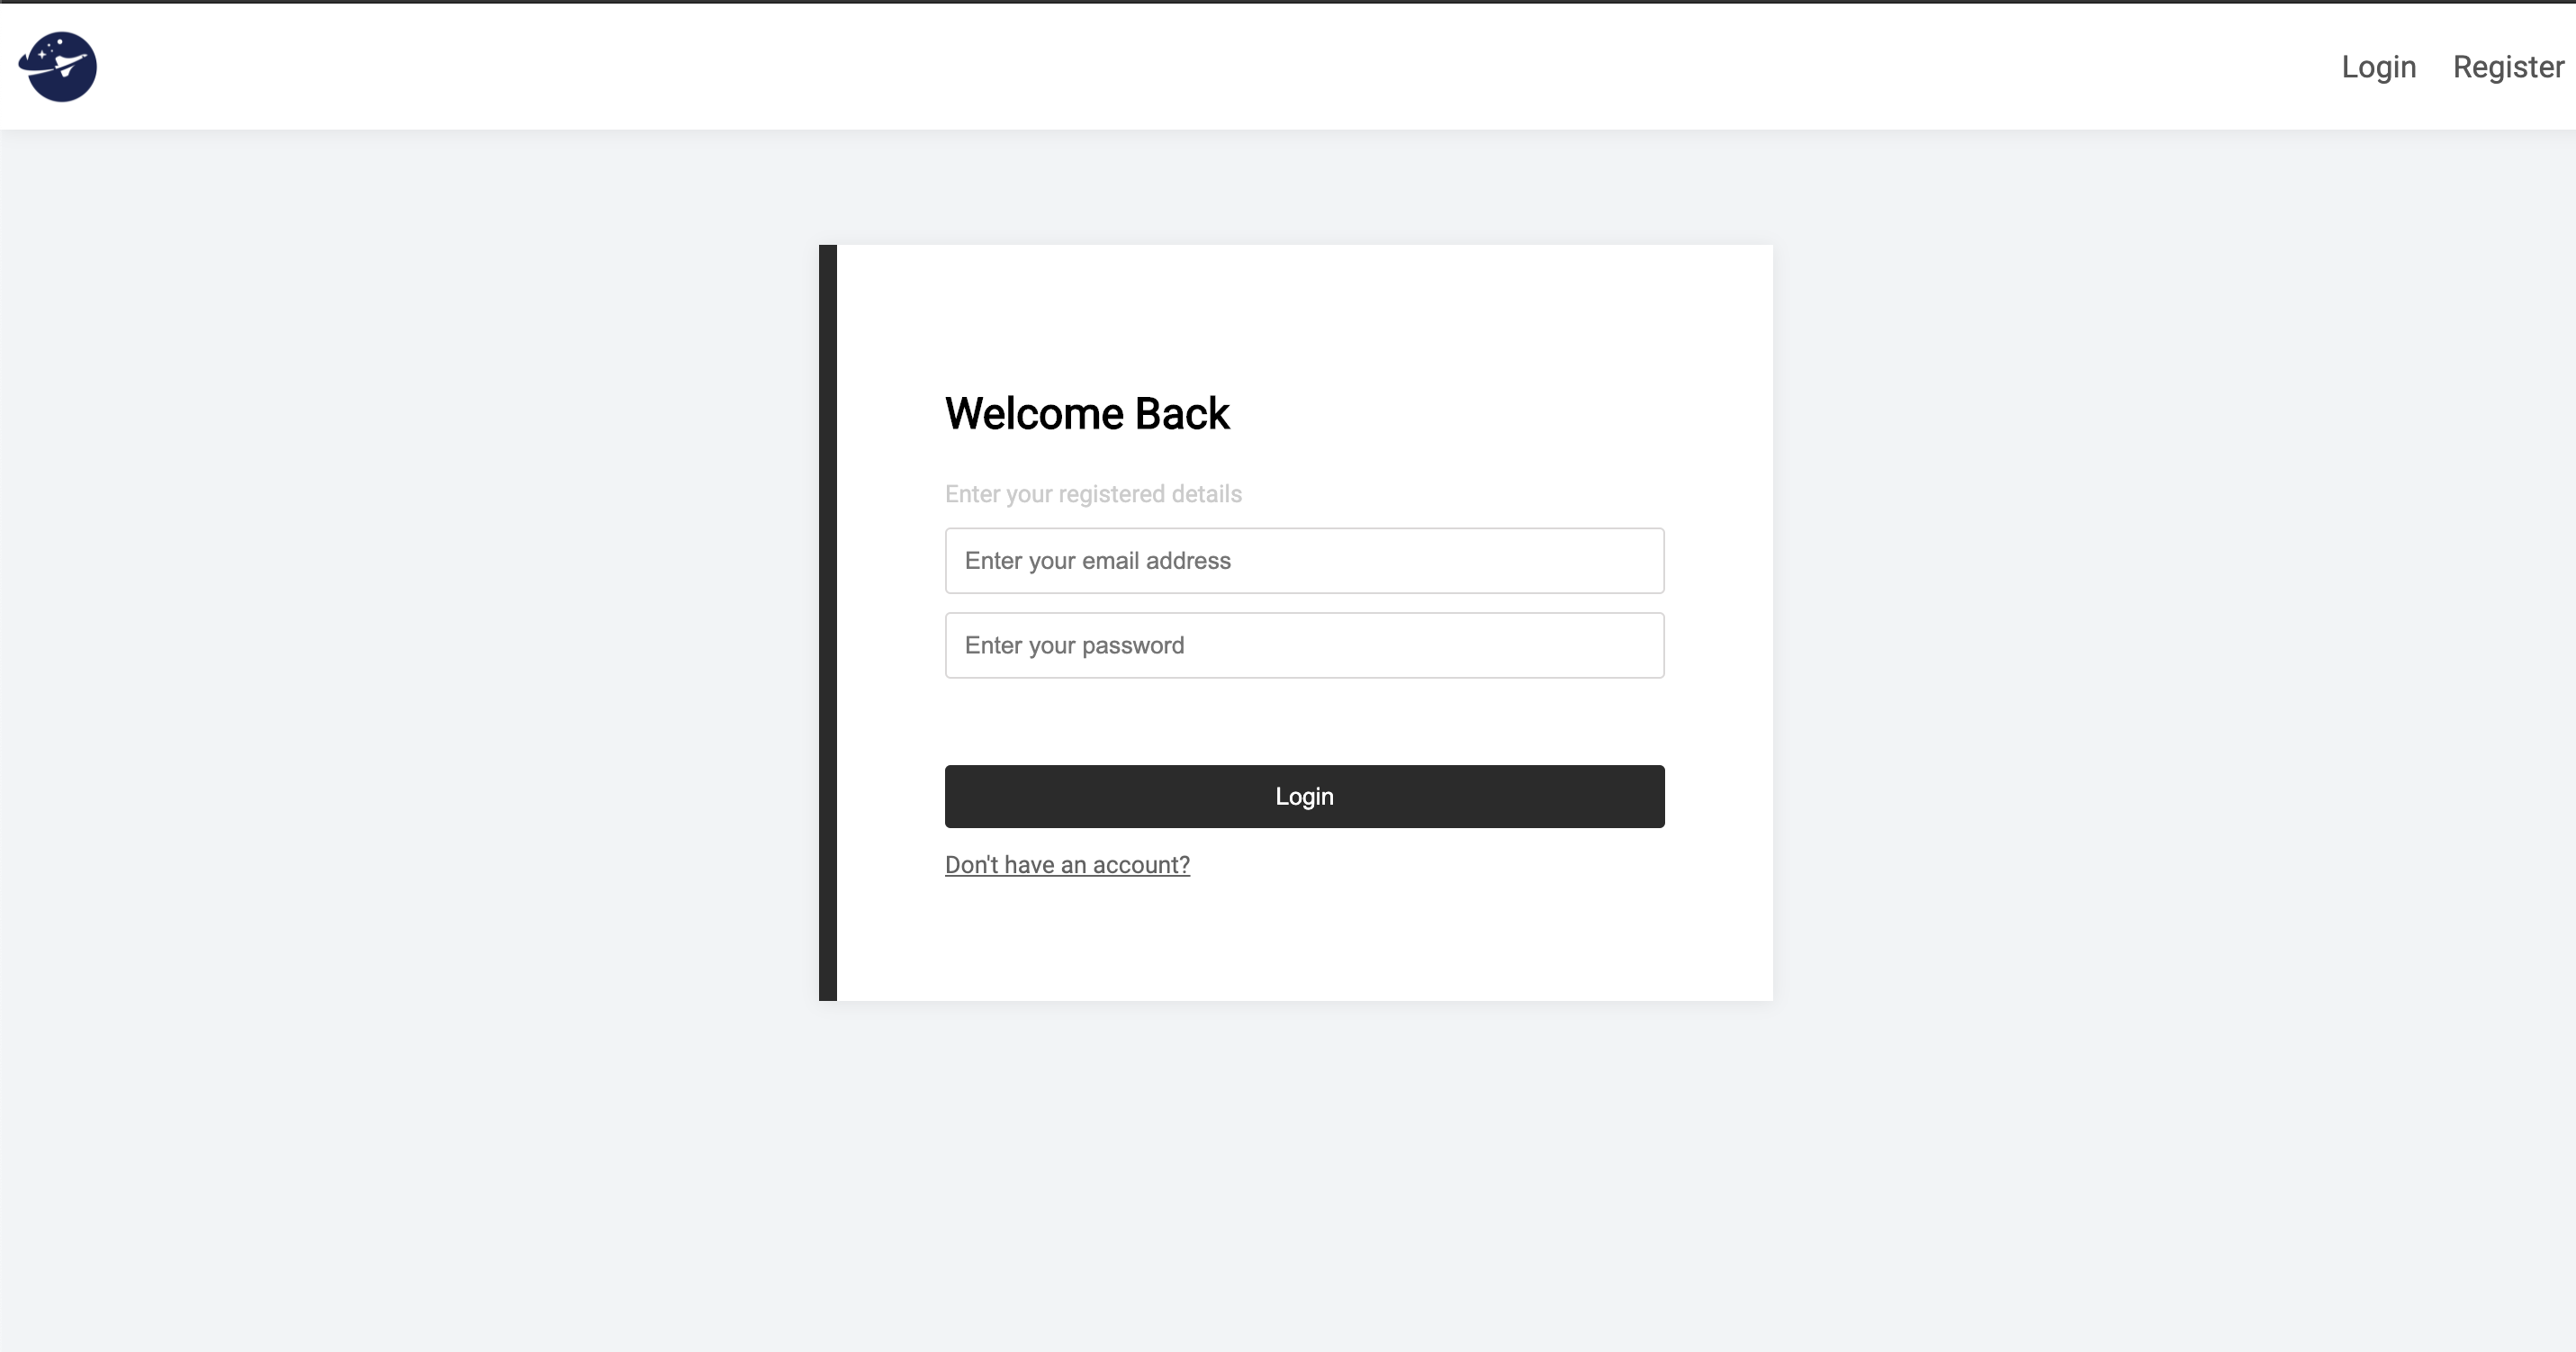 Login Register
Welcome Back
Enter your registered details
Enter your email address
Enter your password
Login
Don't have an account?